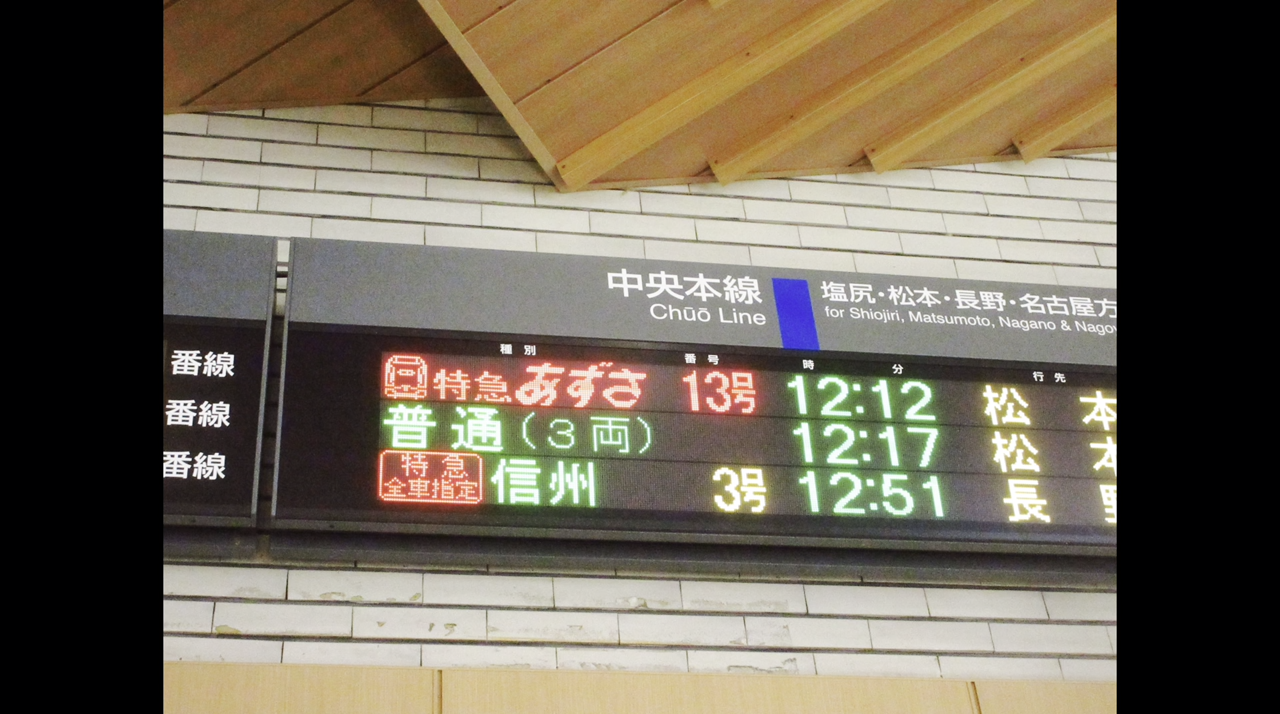 中央本線
Chūō Line
塩尻・松本・長野・名古屋方
for Shiojiri, Matsumoto, Nagano & Nagoy
種別 番号 時 分 行先
番線 特急あずさ 13号 12:12 松本
番線 普通(3両) 12:17 松本
番線 特急 全車指定 信州 3号 12:51 長野